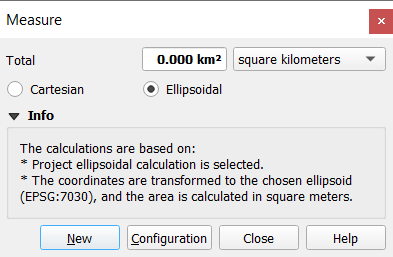 Measure
Total 0.000 km² square kilometers
Cartesian Ellipsoidal
Info
The calculations are based on:
* Project ellipsoidal calculation is selected.
* The coordinates are transformed to the chosen ellipsoid
(EPSG:7030), and the area is calculated in square meters.
New Configuration Close Help